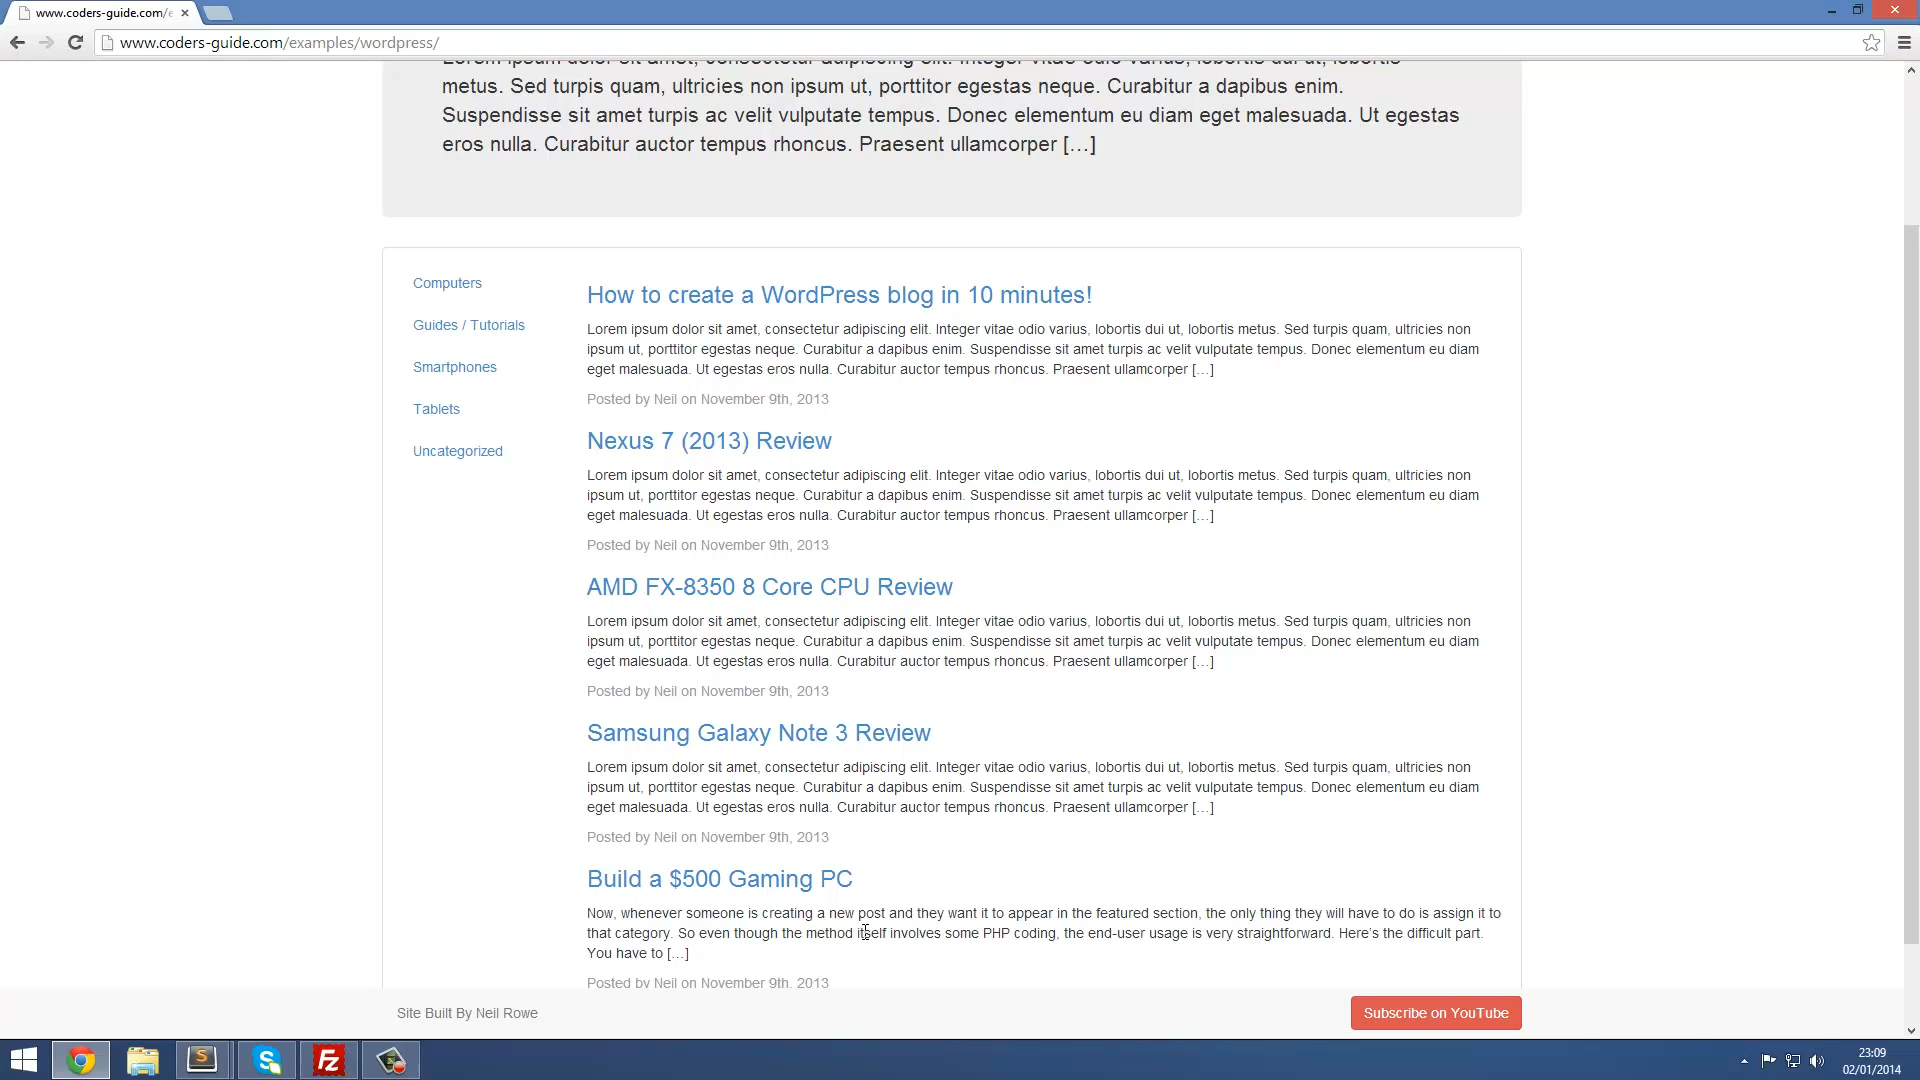 www.coders-guide.com/e
www.coders-guide.com/examples/wordpress/
Lorem ipsum dolor sit amet, consectetur adipiscing elit. Integer vitae odio varius, lobortis dui ut, lobortis
metus. Sed turpis quam, ultricies non ipsum ut, porttitor egestas neque. Curabitur a dapibus enim.
Suspendisse sit amet turpis ac velit vulputate tempus. Donec elementum eu diam eget malesuada. Ut egestas
eros nulla. Curabitur auctor tempus rhoncus. Praesent ullamcorper […]
Computers
Guides / Tutorials
Smartphones
Tablets
Uncategorized
How to create a WordPress blog in 10 minutes!
Lorem ipsum dolor sit amet, consectetur adipiscing elit. Integer vitae odio varius, lobortis dui ut, lobortis metus. Sed turpis quam, ultricies non
ipsum ut, porttitor egestas neque. Curabitur a dapibus enim. Suspendisse sit amet turpis ac velit vulputate tempus. Donec elementum eu diam
eget malesuada. Ut egestas eros nulla. Curabitur auctor tempus rhoncus. Praesent ullamcorper […]
Posted by Neil on November 9th, 2013
Nexus 7 (2013) Review
Lorem ipsum dolor sit amet, consectetur adipiscing elit. Integer vitae odio varius, lobortis dui ut, lobortis metus. Sed turpis quam, ultricies non
ipsum ut, porttitor egestas neque. Curabitur a dapibus enim. Suspendisse sit amet turpis ac velit vulputate tempus. Donec elementum eu diam
eget malesuada. Ut egestas eros nulla. Curabitur auctor tempus rhoncus. Praesent ullamcorper […]
Posted by Neil on November 9th, 2013
AMD FX-8350 8 Core CPU Review
Lorem ipsum dolor sit amet, consectetur adipiscing elit. Integer vitae odio varius, lobortis dui ut, lobortis metus. Sed turpis quam, ultricies non
ipsum ut, porttitor egestas neque. Curabitur a dapibus enim. Suspendisse sit amet turpis ac velit vulputate tempus. Donec elementum eu diam
eget malesuada. Ut egestas eros nulla. Curabitur auctor tempus rhoncus. Praesent ullamcorper […]
Posted by Neil on November 9th, 2013
Samsung Galaxy Note 3 Review
Lorem ipsum dolor sit amet, consectetur adipiscing elit. Integer vitae odio varius, lobortis dui ut, lobortis metus. Sed turpis quam, ultricies non
ipsum ut, porttitor egestas neque. Curabitur a dapibus enim. Suspendisse sit amet turpis ac velit vulputate tempus. Donec elementum eu diam
eget malesuada. Ut egestas eros nulla. Curabitur auctor tempus rhoncus. Praesent ullamcorper […]
Posted by Neil on November 9th, 2013
Build a $500 Gaming PC
Now, whenever someone is creating a new post and they want it to appear in the featured section, the only thing they will have to do is assign it to
that category. So even though the method itself involves some PHP coding, the end-user usage is very straightforward. Here's the difficult part.
You have to […]
Posted by Neil on November 9th, 2013
Site Built By Neil Rowe
Subscribe on YouTube
23:09
02/01/2014